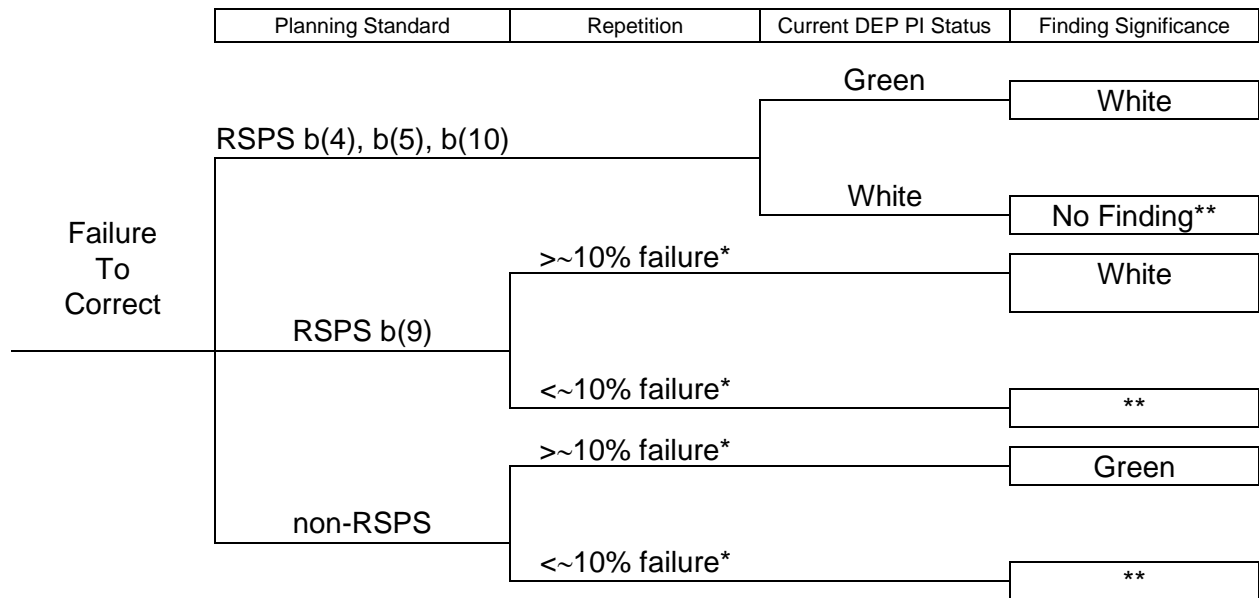 Planning Standard Repetition Current DEP PI Status Finding Significance
Green
White
RSPS b(4), b(5), b(10)
White
No Finding**
Failure
To
Correct
>~10% failure*
White
RSPS b(9)
<~10% failure*
**
>~10% failure*
Green
non-RSPS
<~10% failure*
**